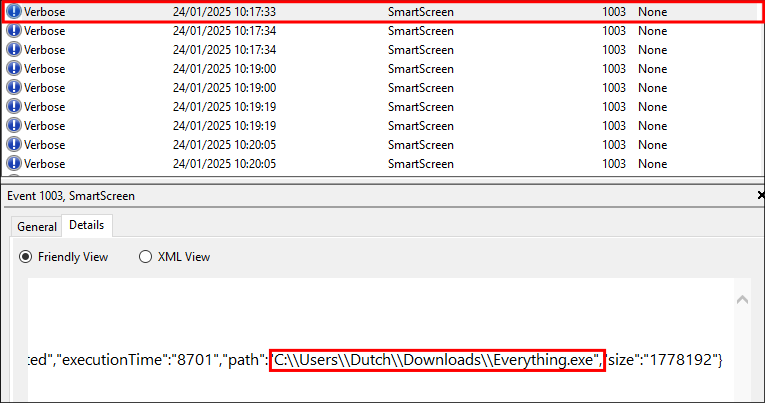 Verbose 24/01/2025 10:17:33 SmartScreen 1003 None
Verbose 24/01/2025 10:17:34 SmartScreen 1003 None
Verbose 24/01/2025 10:17:34 SmartScreen 1003 None
Verbose 24/01/2025 10:19:00 SmartScreen 1003 None
Verbose 24/01/2025 10:19:00 SmartScreen 1003 None
Verbose 24/01/2025 10:19:19 SmartScreen 1003 None
Verbose 24/01/2025 10:19:19 SmartScreen 1003 None
Verbose 24/01/2025 10:20:05 SmartScreen 1003 None
Verbose 24/01/2025 10:20:05 SmartScreen 1003 None
Event 1003, SmartScreen
General Details
Friendly View XML View
ted","executionTime":"8701","path":"C:\\Users\\Dutch\\Downloads\\Everything.exe","size":"1778192"}